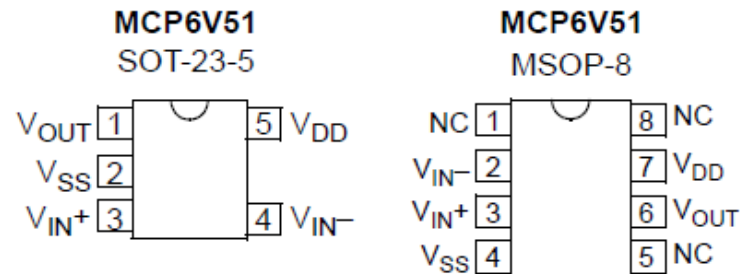 MCP6V51
SOT-23-5
VOUT 1 5 VDD
VSS 2
VIN+ 3 4 VIN–
MCP6V51
MSOP-8
NC 1 8 NC
VIN– 2 7 VDD
VIN+ 3 6 VOUT
VSS 4 5 NC